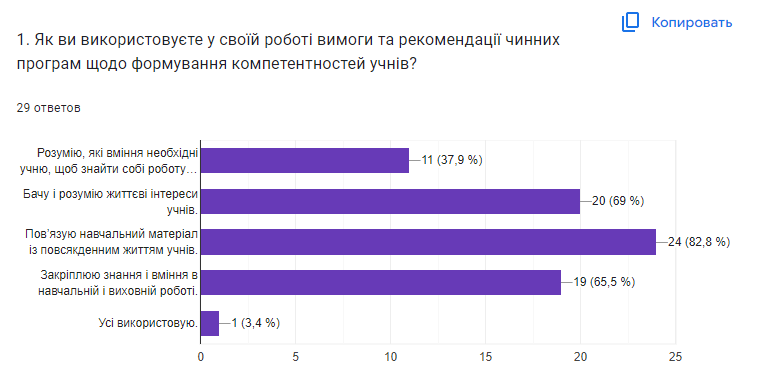 Копировать
1. Як ви використовуєте у своїй роботі вимоги та рекомендації чинних
програм щодо формування компетентностей учнів?
29 ответов
Розумію, які вміння необхідні
учню, щоб знайти собі роботу…
11 (37,9 %)
Бачу і розумію життєві інтереси
учнів.
20 (69 %)
Пов’язую навчальний матеріал
із повсякденним життям учнів.
24 (82,8 %)
Закріплюю знання і вміння в
навчальній і виховній роботі.
19 (65,5 %)
Усі використовую.
1 (3,4 %)
0 5 10 15 20 25